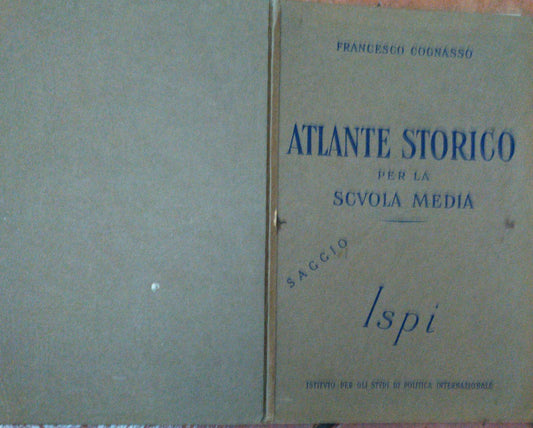 FRANCESCO COGNASSO
ATLANTE STORICO
PER LA
SCVOLA MEDIA
SAGGIO
Ispi
ISTITVTO PER GLI STVDI DI POLITICA INTERNAZIONALE